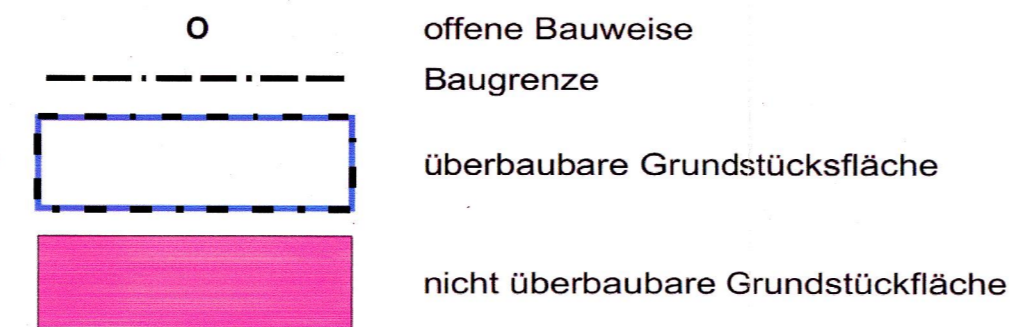 o offene Bauweise
Baugrenze
überbaubare Grundstücksfläche
nicht überbaubare Grundstückfläche